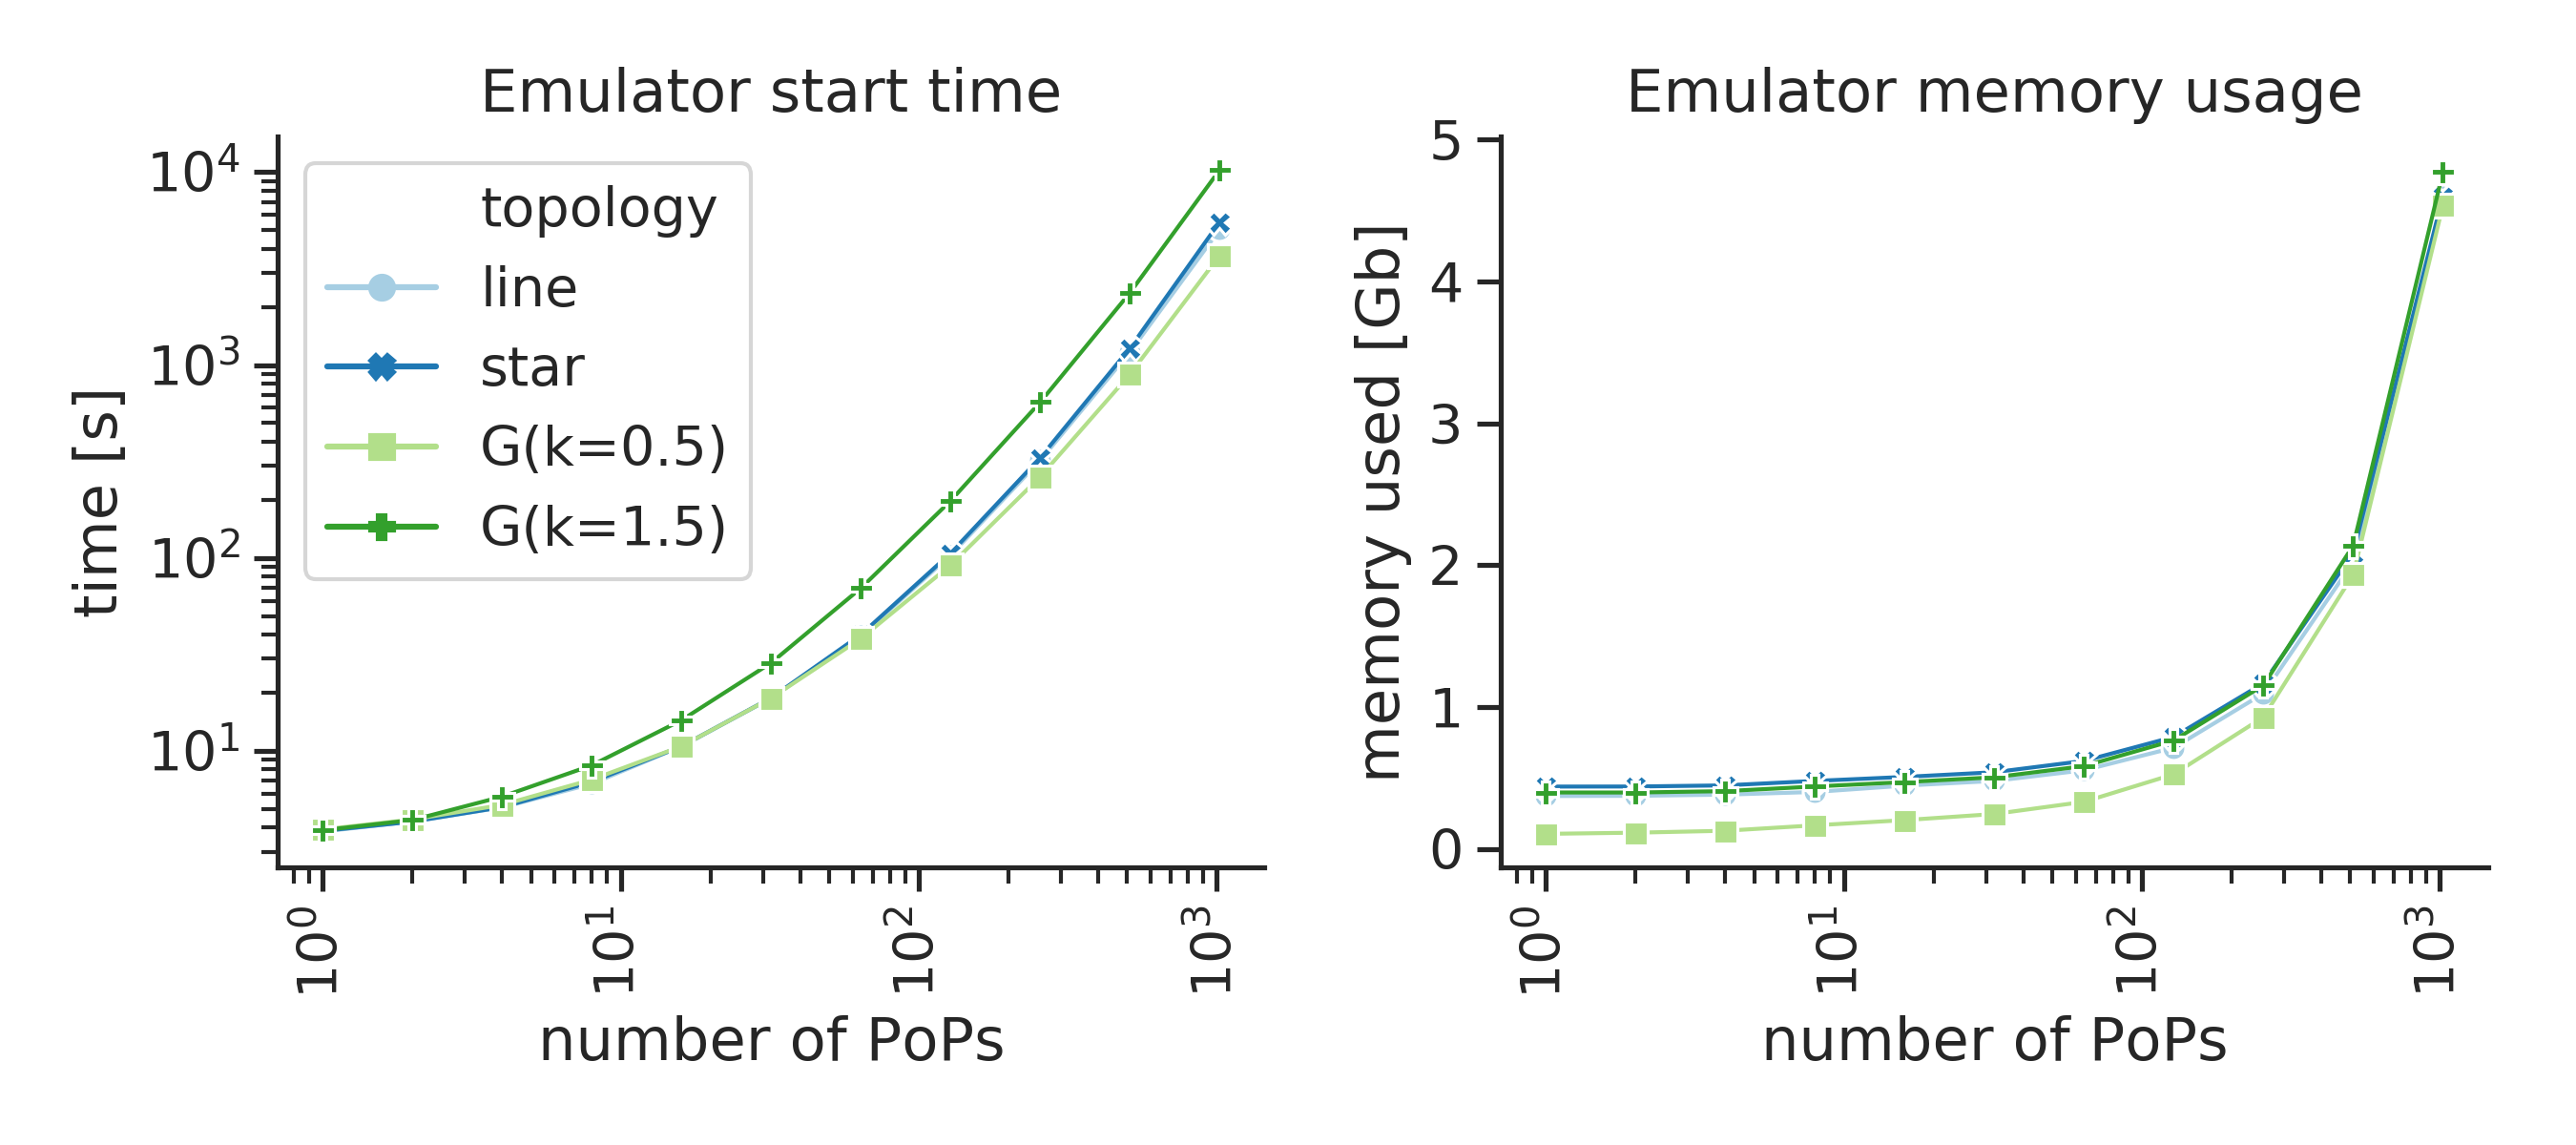 Emulator start time
time [s]
10⁴
10³
10²
10¹
topology
line
star
G(k=0.5)
G(k=1.5)
10⁰
10¹
10²
10³
number of PoPs
Emulator memory usage
memory used [Gb]
5
4
3
2
1
0
10⁰
10¹
10²
10³
number of PoPs